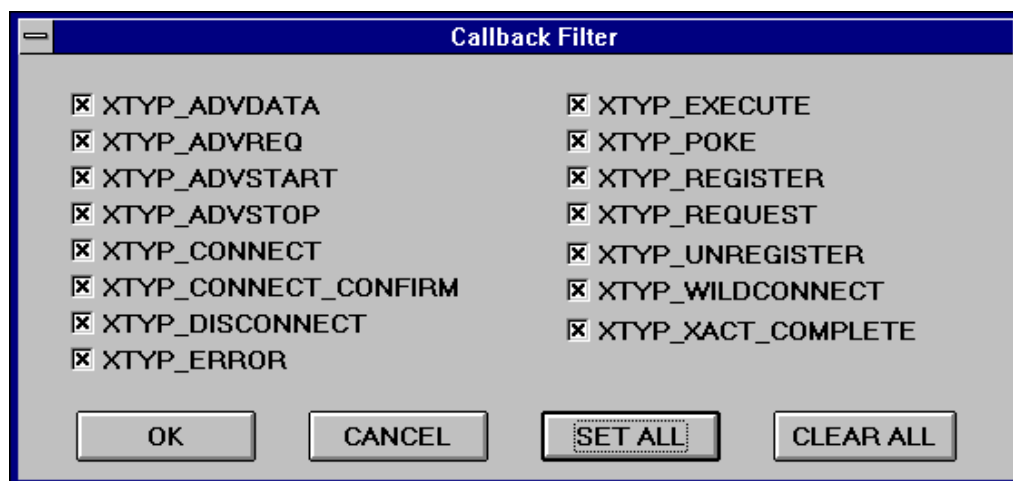 Callback Filter
XTYP_ADVDATA
XTYP_ADVREQ
XTYP_ADVSTART
XTYP_ADVSTOP
XTYP_CONNECT
XTYP_CONNECT_CONFIRM
XTYP_DISCONNECT
XTYP_ERROR
XTYP_EXECUTE
XTYP_POKE
XTYP_REGISTER
XTYP_REQUEST
XTYP_UNREGISTER
XTYP_WILDCONNECT
XTYP_XACT_COMPLETE
OK
CANCEL
SET ALL
CLEAR ALL